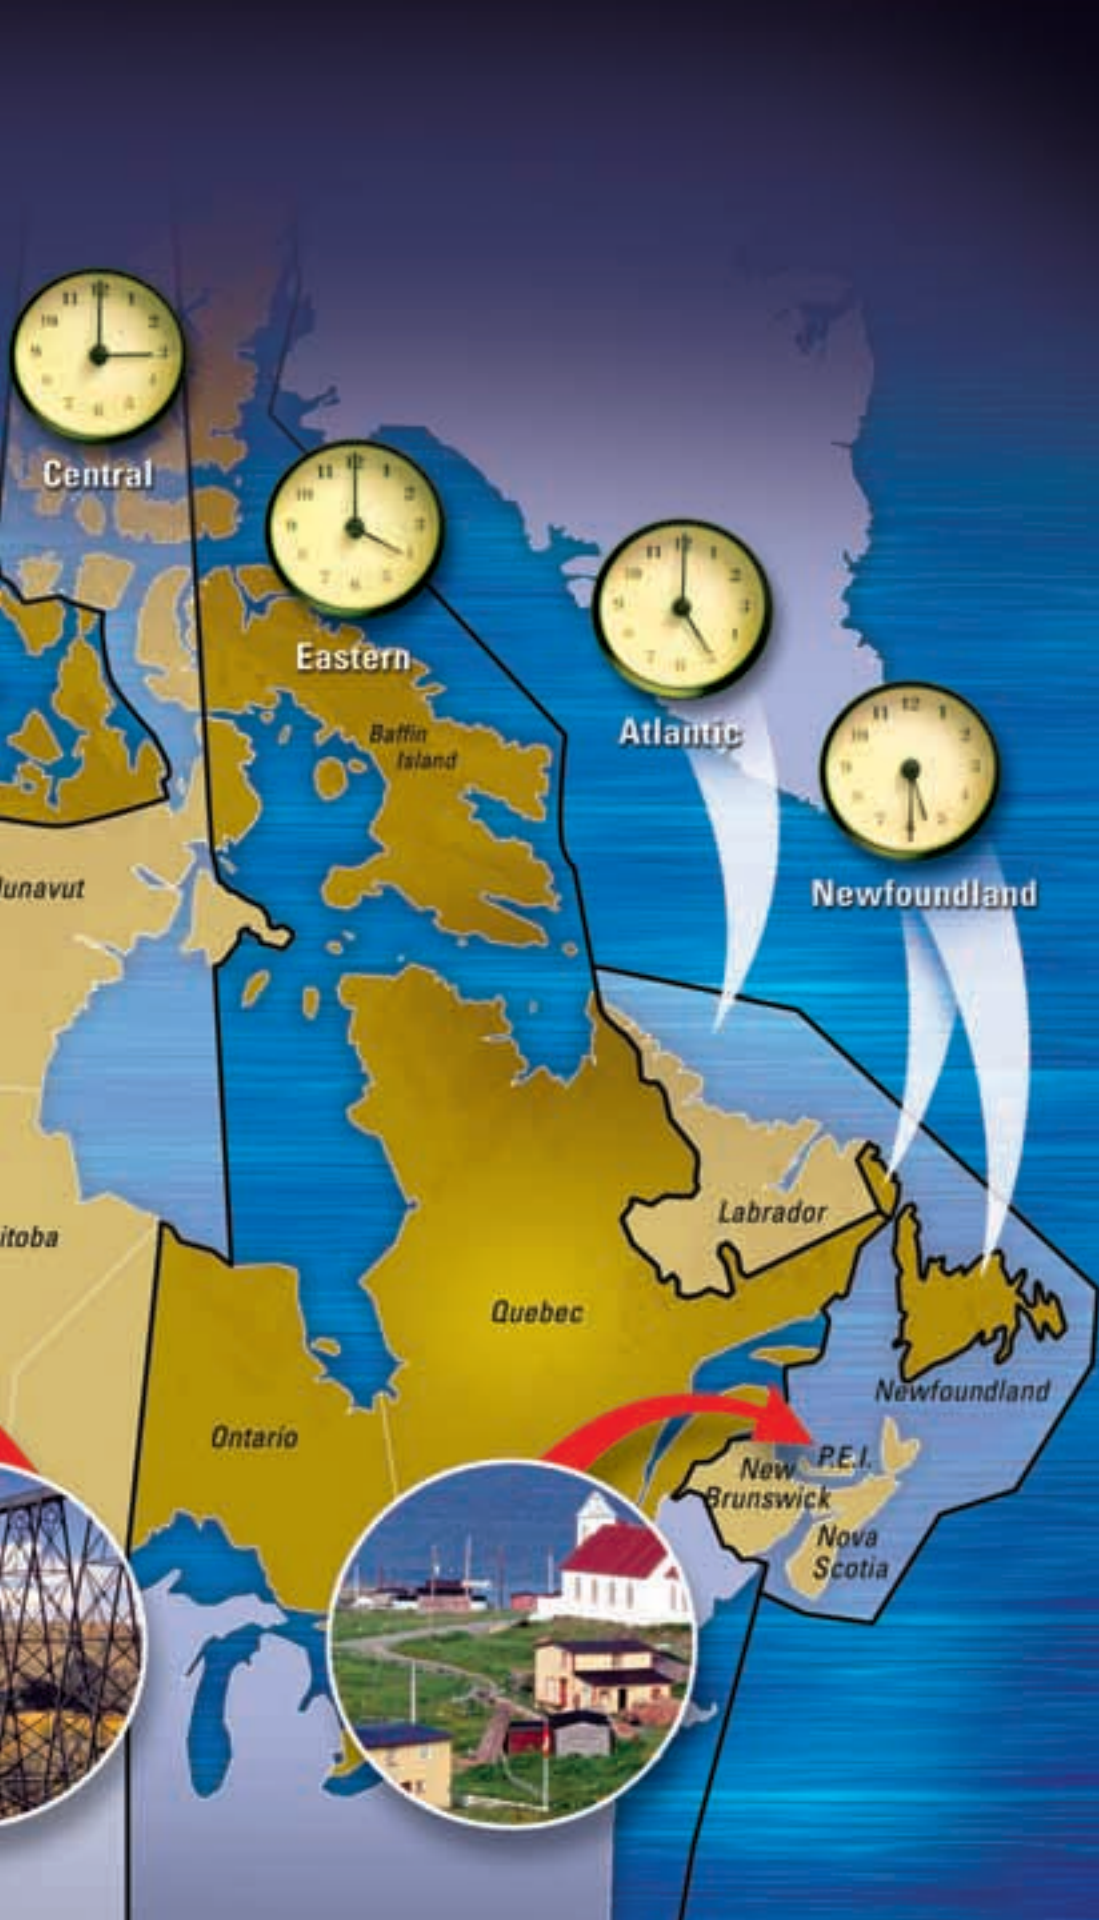 Central
Eastern
Atlantic
Newfoundland
Baffin
Island
unavut
itoba
Labrador
Quebec
Ontario
Newfoundland
P.E.I.
New
Brunswick
Nova
Scotia